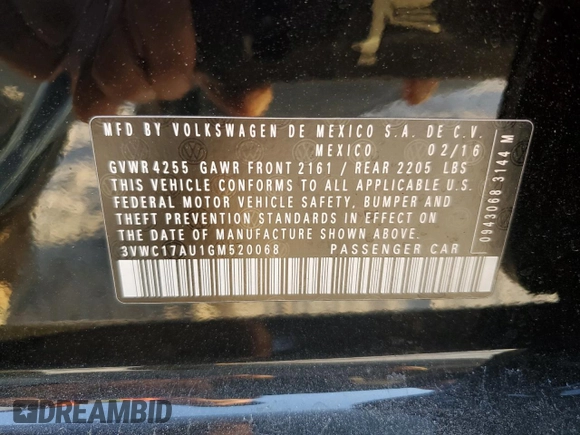 MFD BY VOLKSWAGEN DE MEXICO S.A. DE C.V.
MEXICO 02/16
GVWR 4255 GAWR FRONT 2161 / REAR 2205 LBS
THIS VEHICLE CONFORMS TO ALL APPLICABLE U.S.
FEDERAL MOTOR VEHICLE SAFETY, BUMPER AND
THEFT PREVENTION STANDARDS IN EFFECT ON
THE DATE OF MANUFACTURE SHOWN ABOVE.
3VWC17AU1GM520068 PASSENGER CAR
0943068 3144 M
DREAMBID